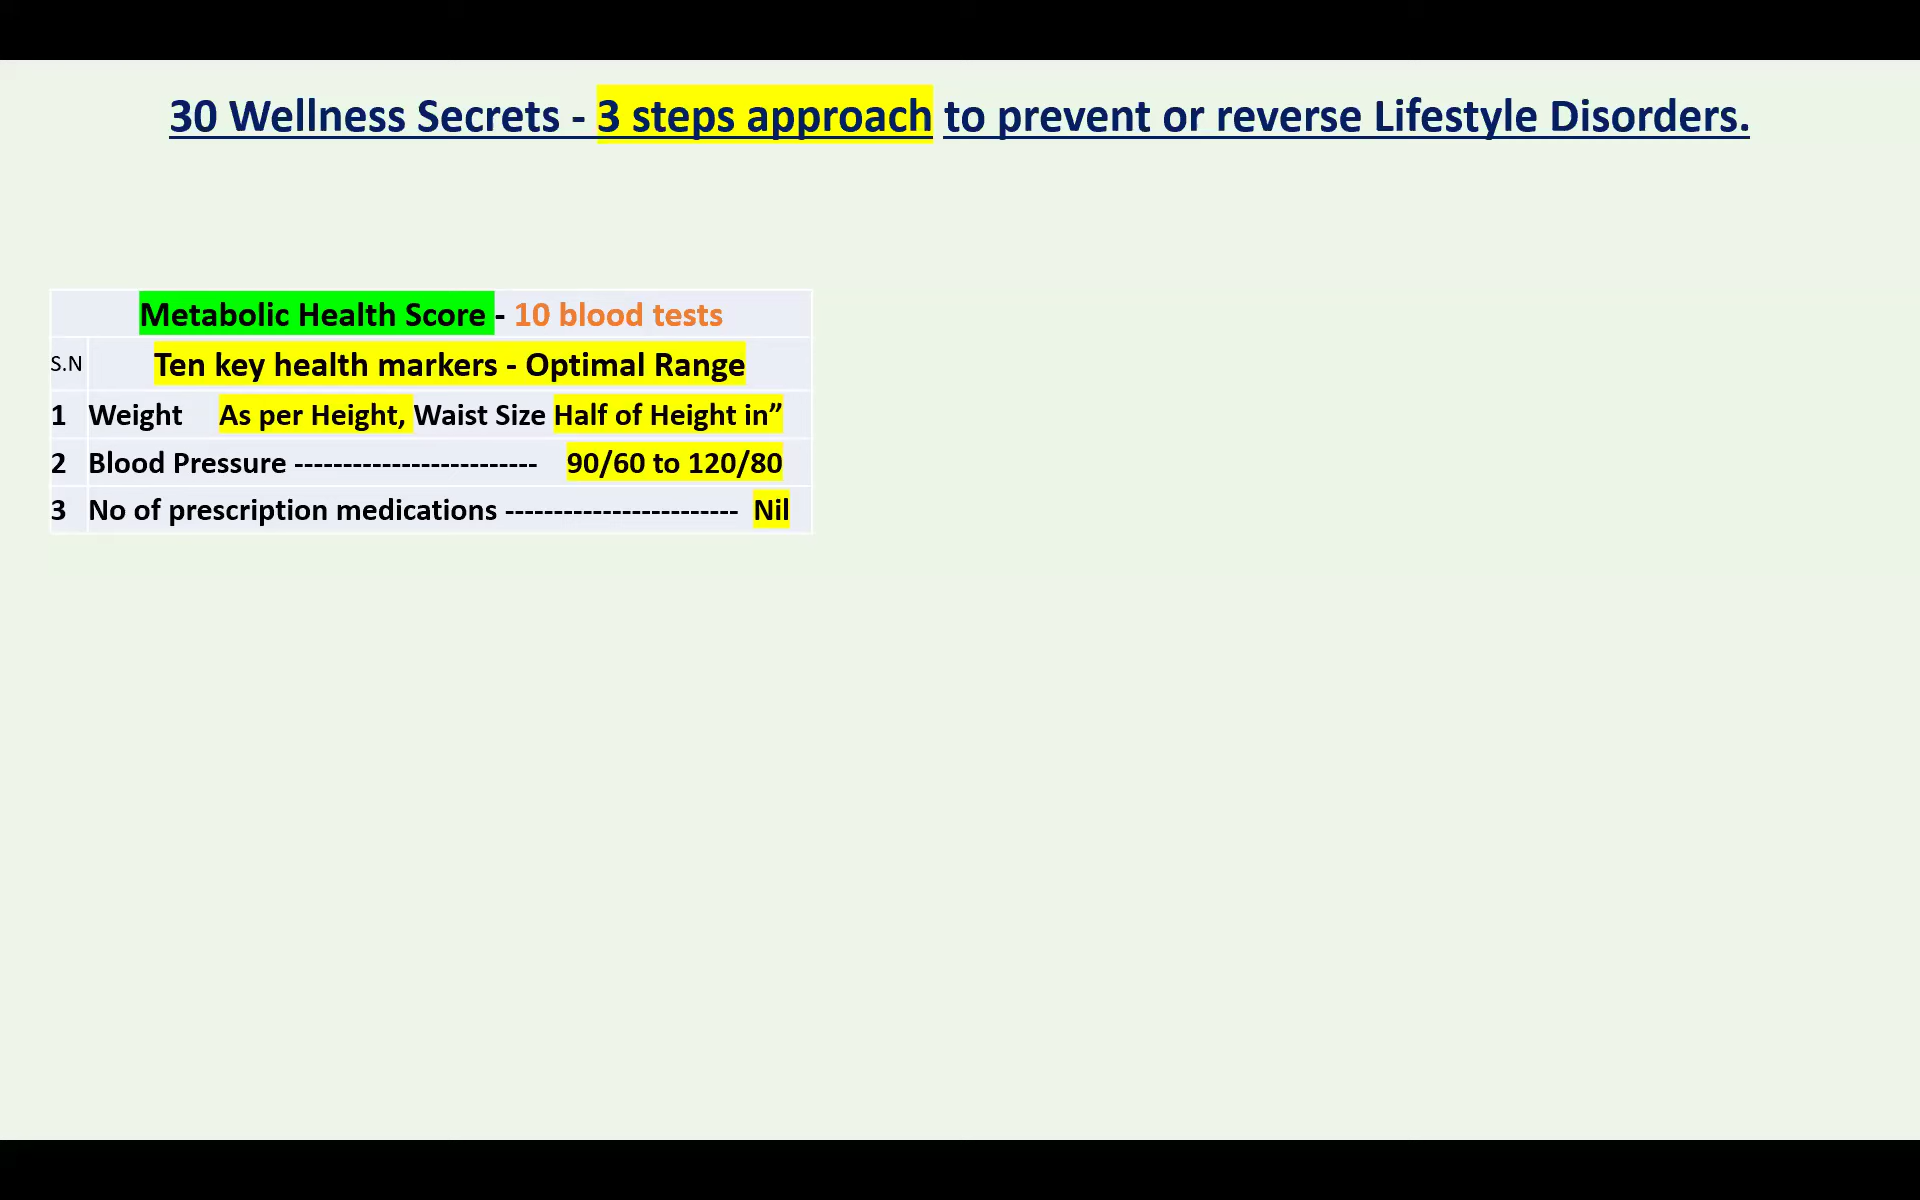 30 Wellness Secrets - 3 steps approach to prevent or reverse Lifestyle Disorders.
Metabolic Health Score - 10 blood tests
S.N Ten key health markers - Optimal Range
1 Weight As per Height, Waist Size Half of Height in”
2 Blood Pressure ------------------------- 90/60 to 120/80
3 No of prescription medications ------------------------ Nil